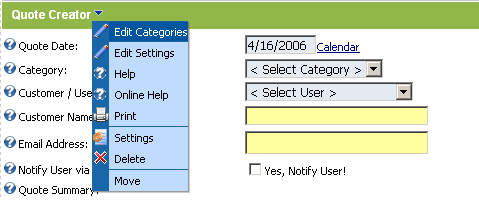 Quote Creator
Quote Date: 4/16/2006 Calendar
Category: < Select Category >
Customer / Use < Select User >
Customer Name
Email Address:
Notify User via Yes, Notify User!
Quote Summary:
Edit Categories
Edit Settings
Help
Online Help
Print
Settings
Delete
Move